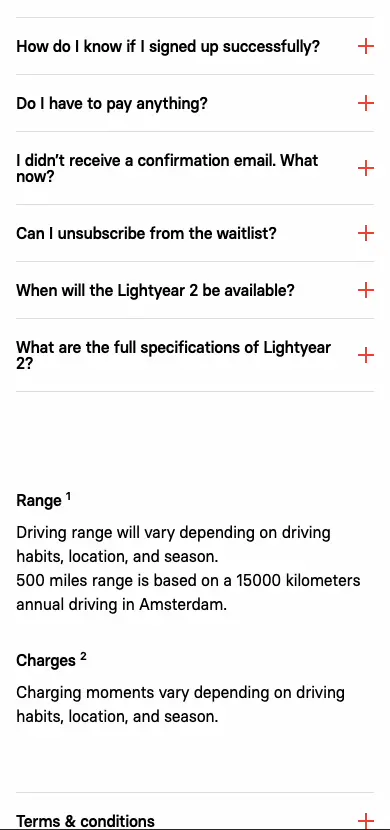 How do I know if I signed up successfully?
Do I have to pay anything?
I didn't receive a confirmation email. What
now?
Can I unsubscribe from the waitlist?
When will the Lightyear 2 be available?
What are the full specifications of Lightyear
2?
Range 1
Driving range will vary depending on driving
habits, location, and season.
500 miles range is based on a 15000 kilometers
annual driving in Amsterdam.
Charges 2
Charging moments vary depending on driving
habits, location, and season.
Terms & conditions